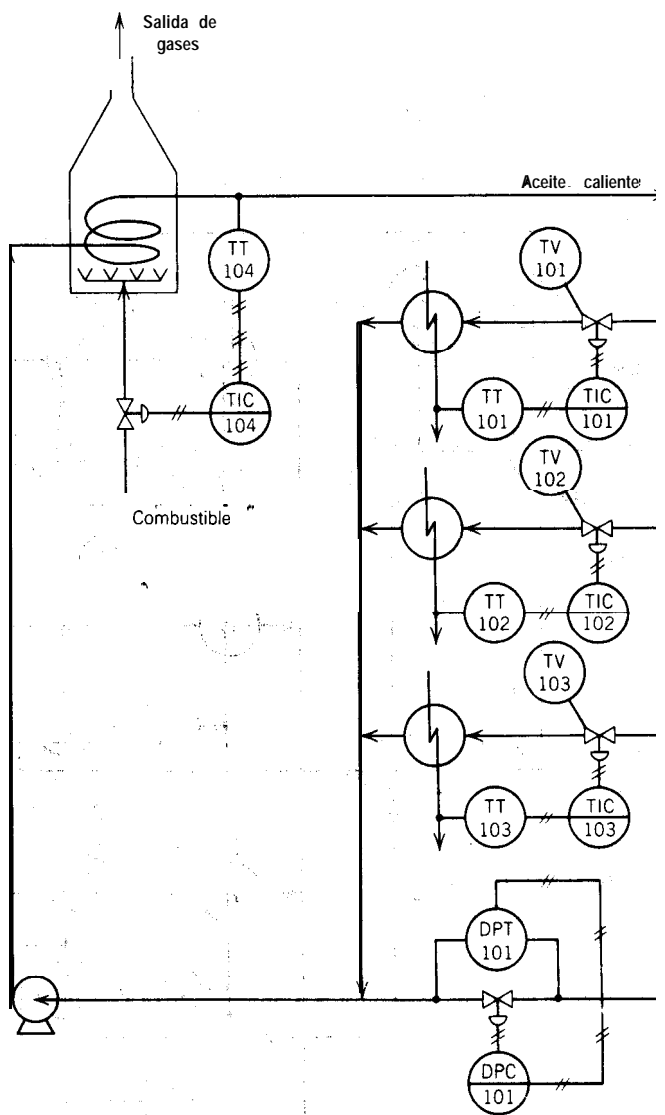 Salida de
gases
Aceite caliente
TT
104
TV
101
TIC
104
TT
101
TIC
101
Combustible
TV
102
TT
102
TIC
102
TV
103
TT
103
TIC
103
DPT
101
DPC
101